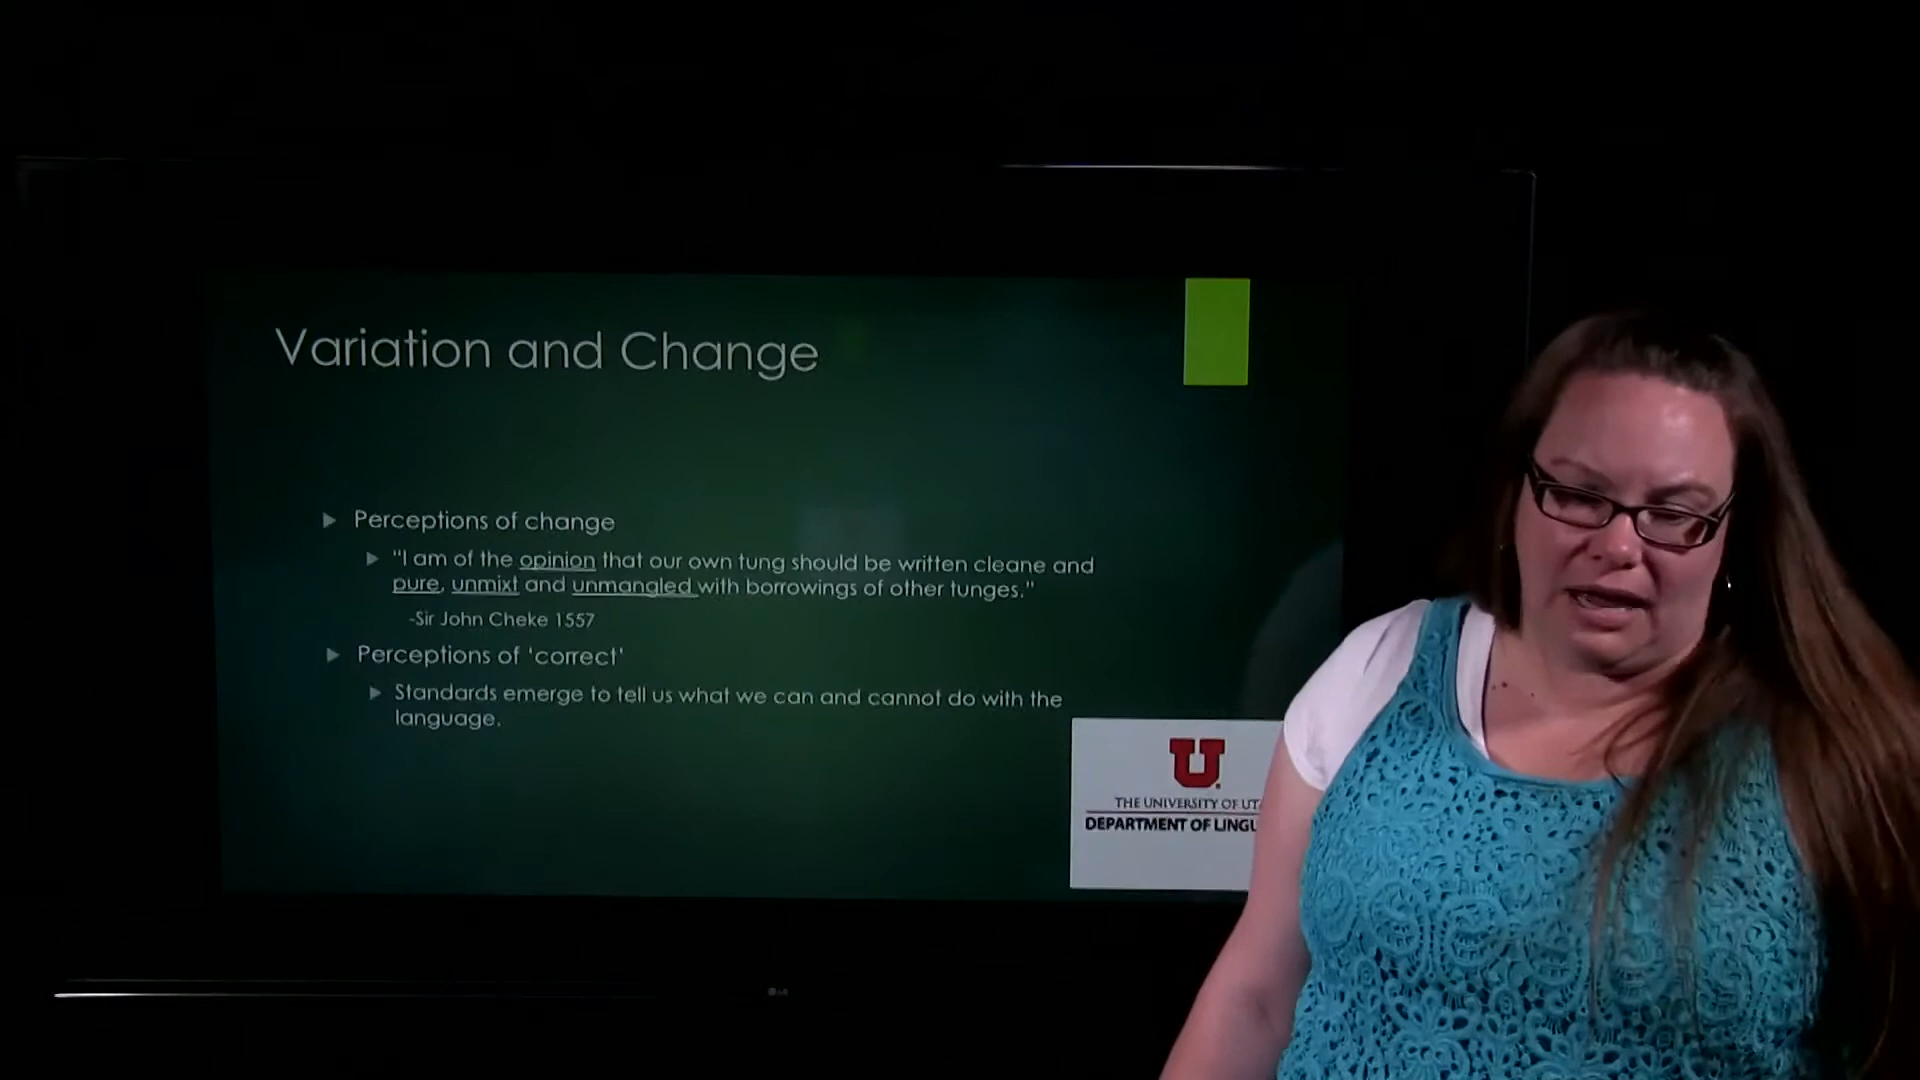 Variation and Change
Perceptions of change
"I am of the opinion that our own tung should be written cleane and
pure, unmixt and unmangled with borrowings of other tunges."
-Sir John Cheke 1557
Perceptions of 'correct'
Standards emerge to tell us what we can and cannot do with the
language.
U
THE UNIVERSITY OF UT
DEPARTMENT OF LINGU
LG